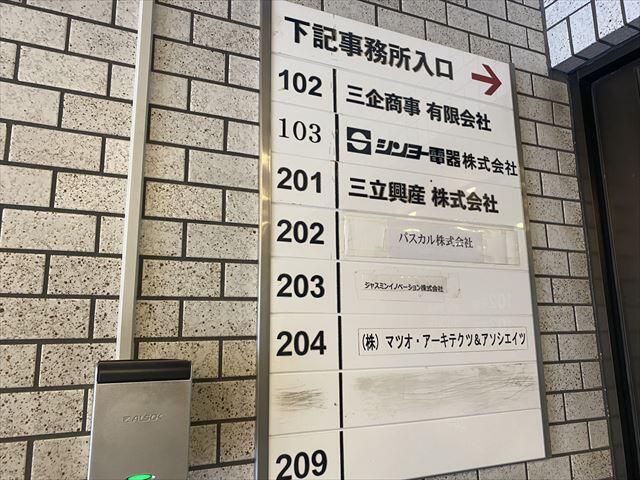 下記事務所入口
102 三企商事 有限会社
103 シンヨー電器株式会社
201 三立興産 株式会社
202 パスカル株式会社
203 ジャスミンイノベーション株式会社
204 (株) マツオ・アーキテクツ&アソシエイツ
209
ALSOK